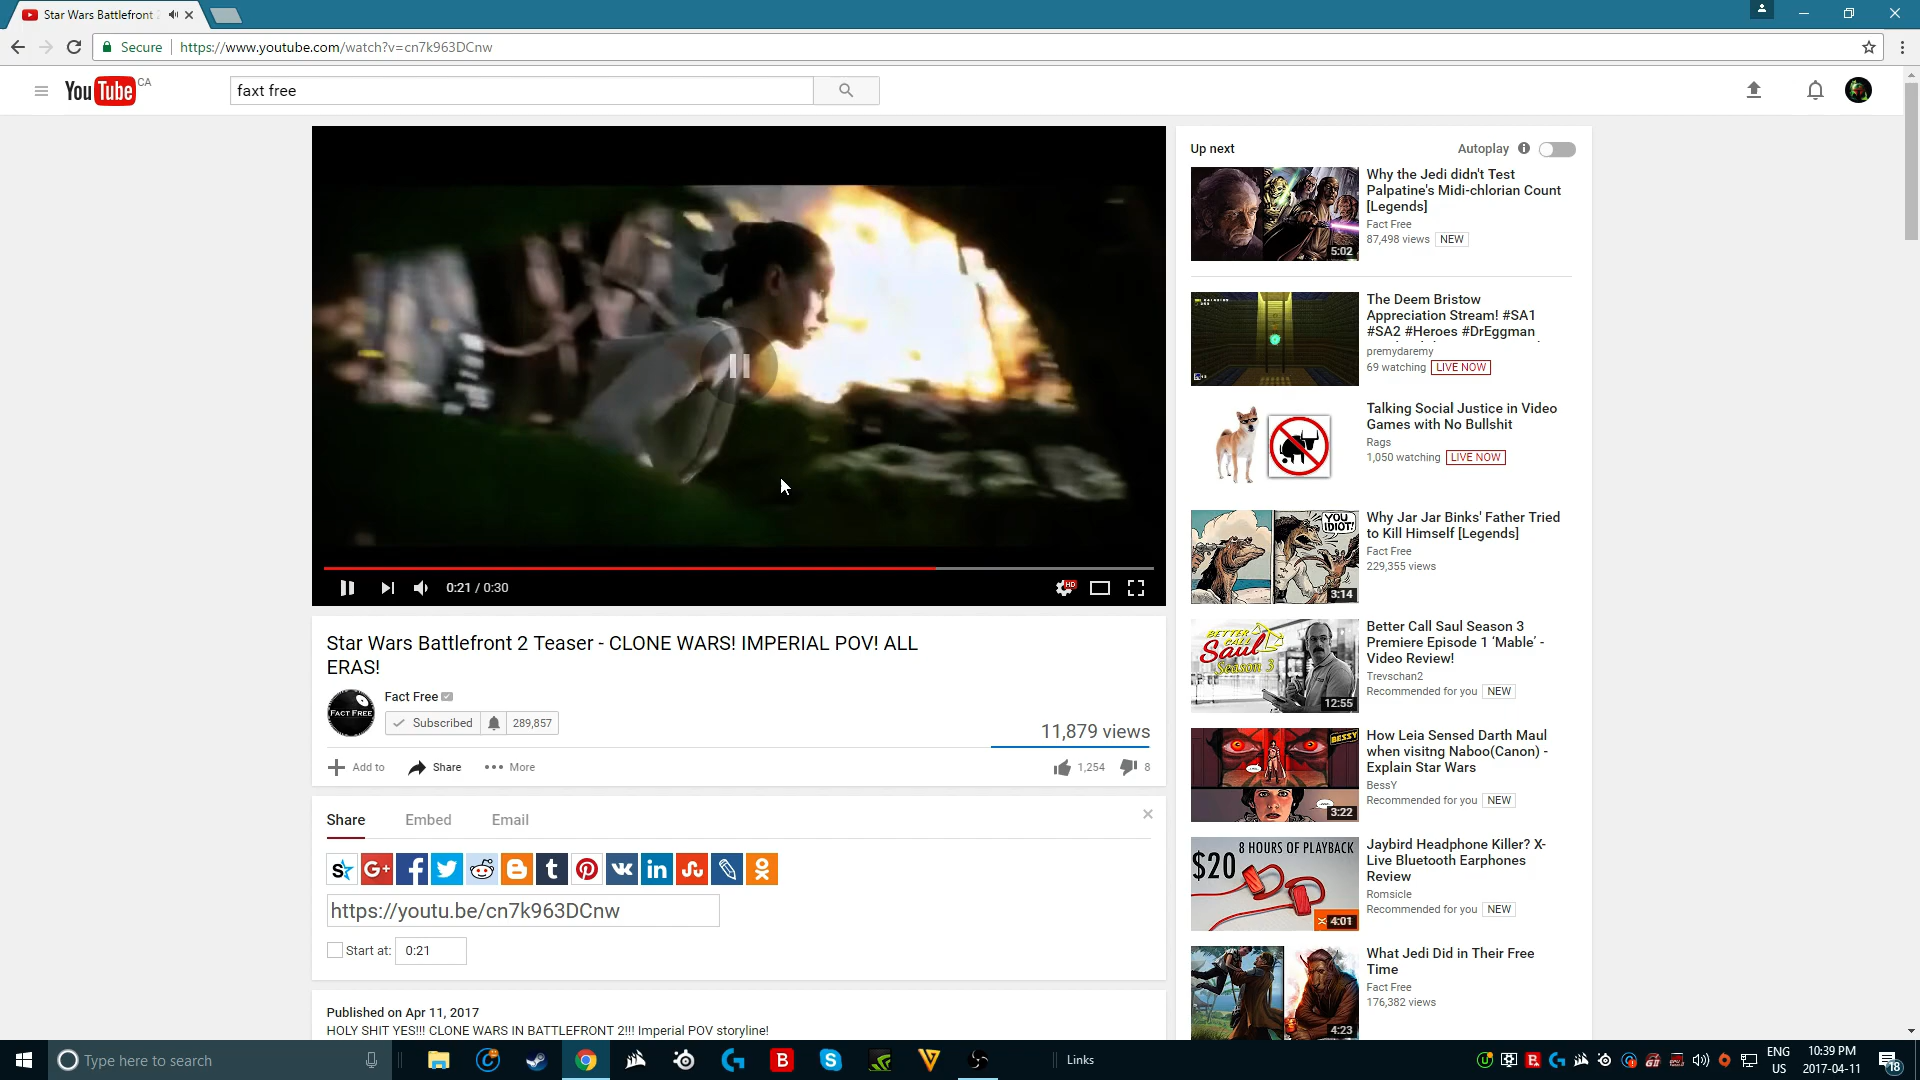 Star Wars Battlefront 2
Secure
https://www.youtube.com/watch?v=cn7k963DCnw
YouTube CA
faxt free
0:21 / 0:30
HD
Star Wars Battlefront 2 Teaser - CLONE WARS! IMPERIAL POV! ALL
ERAS!
FACT FREE
Fact Free
Subscribed
289,857
11,879 views
Add to
Share
More
1,254
8
Share
Embed
Email
https://youtu.be/cn7k963DCnw
Start at:
0:21
Published on Apr 11, 2017
HOLY SHIT YES!!! CLONE WARS IN BATTLEFRONT 2!!! Imperial POV storyline!
Up next
Autoplay
5:02
Why the Jedi didn't Test
Palpatine's Midi-chlorian Count
[Legends]
Fact Free
87,498 views NEW
The Deem Bristow
Appreciation Stream! #SA1
#SA2 #Heroes #DrEggman
premydaremy
69 watching LIVE NOW
Talking Social Justice in Video
Games with No Bullshit
Rags
1,050 watching LIVE NOW
YOU
IDIOT!
3:14
Why Jar Jar Binks' Father Tried
to Kill Himself [Legends]
Fact Free
229,355 views
BETTER
CALL
Saul
Season 3
12:55
Better Call Saul Season 3
Premiere Episode 1 ‘Mable’ -
Video Review!
Trevschan2
Recommended for you NEW
BESSY
3:22
How Leia Sensed Darth Maul
when visitng Naboo(Canon) -
Explain Star Wars
BessY
Recommended for you NEW
$20
8 HOURS OF PLAYBACK
4:01
Jaybird Headphone Killer? X-
Live Bluetooth Earphones
Review
Romsicle
Recommended for you NEW
4:23
What Jedi Did in Their Free
Time
Fact Free
176,382 views
Type here to search
Links
ENG
US
10:39 PM
2017-04-11
18